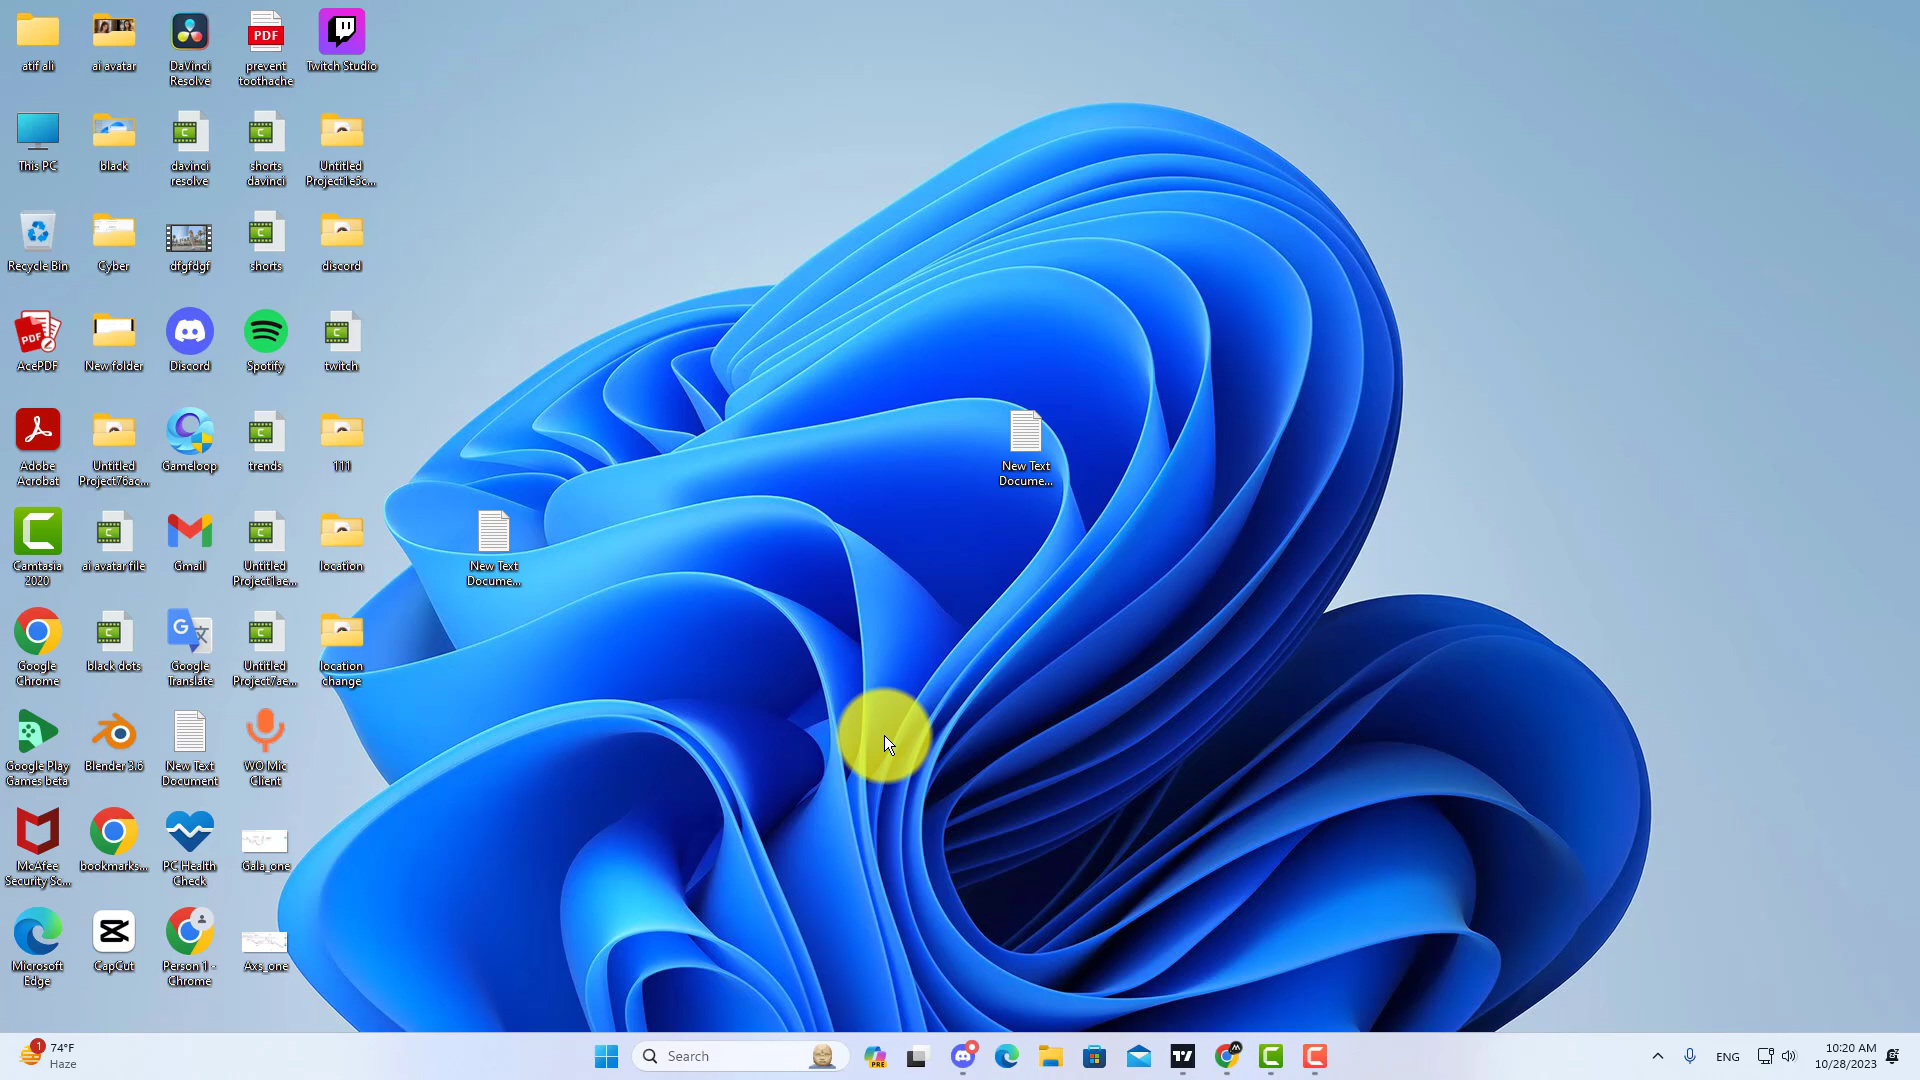 atif ali
ai avatar
DaVinci
Resolve
PDF
prevent
toothache
Twitch Studio
This PC
black
davinci
resolve
shorts
davinci
Untitled
Project1e5c...
Recycle Bin
Cyber
dfgfdgf
shorts
discord
PDF
AcePDF
New folder
Discord
Spotify
twitch
Adobe
Acrobat
Untitled
Project76ac...
Gameloop
trends
111
New Text
Docume...
Camtasia
2020
ai avatar file
Gmail
Untitled
Project1ae...
location
New Text
Docume...
Google
Chrome
black dots
Google
Translate
Untitled
Project7ae...
location
change
Google Play
Games beta
Blender 3.6
New Text
Document
WO Mic
Client
McAfee
Security Sc...
bookmarks...
PC Health
Check
Gala_one
Microsoft
Edge
CapCut
Person 1 -
Chrome
Axs_one
1
74°F
Haze
Search
PRE
ENG
10:20 AM
10/28/2023